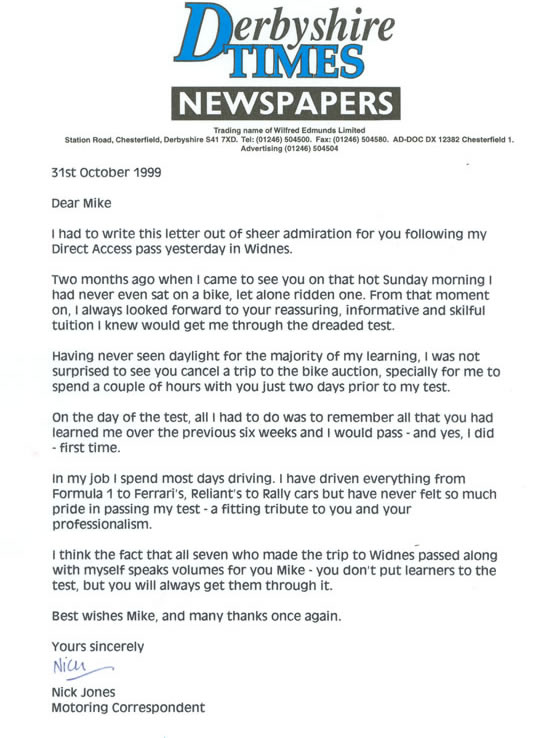 Derbyshire
TIMES
NEWSPAPERS
Trading name of Wilfred Edmunds Limited
Station Road, Chesterfield, Derbyshire S41 7XD. Tel: (01246) 504500. Fax: (01246) 504580. AD-DOC DX 12382 Chesterfield 1.
Advertising (01246) 504504
31st October 1999
Dear Mike
I had to write this letter out of sheer admiration for you following my
Direct Access pass yesterday in Widnes.
Two months ago when I came to see you on that hot Sunday morning I
had never even sat on a bike, let alone ridden one. From that moment
on, I always looked forward to your reassuring, informative and skilful
tuition I knew would get me through the dreaded test.
Having never seen daylight for the majority of my learning, I was not
surprised to see you cancel a trip to the bike auction, specially for me to
spend a couple of hours with you just two days prior to my test.
On the day of the test, all I had to do was to remember all that you had
learned me over the previous six weeks and I would pass - and yes, I did
- first time.
In my job I spend most days driving. I have driven everything from
Formula 1 to Ferrari's, Reliant's to Rally cars but have never felt so much
pride in passing my test - a fitting tribute to you and your
professionalism.
I think the fact that all seven who made the trip to Widnes passed along
with myself speaks volumes for you Mike - you don't put learners to the
test, but you will always get them through it.
Best wishes Mike, and many thanks once again.
Yours sincerely
Nick
Nick Jones
Motoring Correspondent